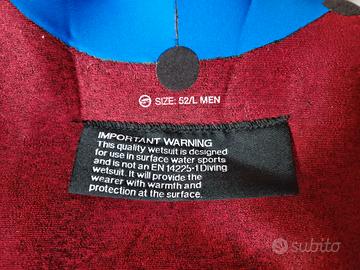 SIZE: 52/L MEN
IMPORTANT WARNING
This quality wetsuit is designed
for use in surface water sports
and is not an EN 14225-1 Diving
wetsuit. It will provide the
wearer with warmth and
protection at the surface.
subito